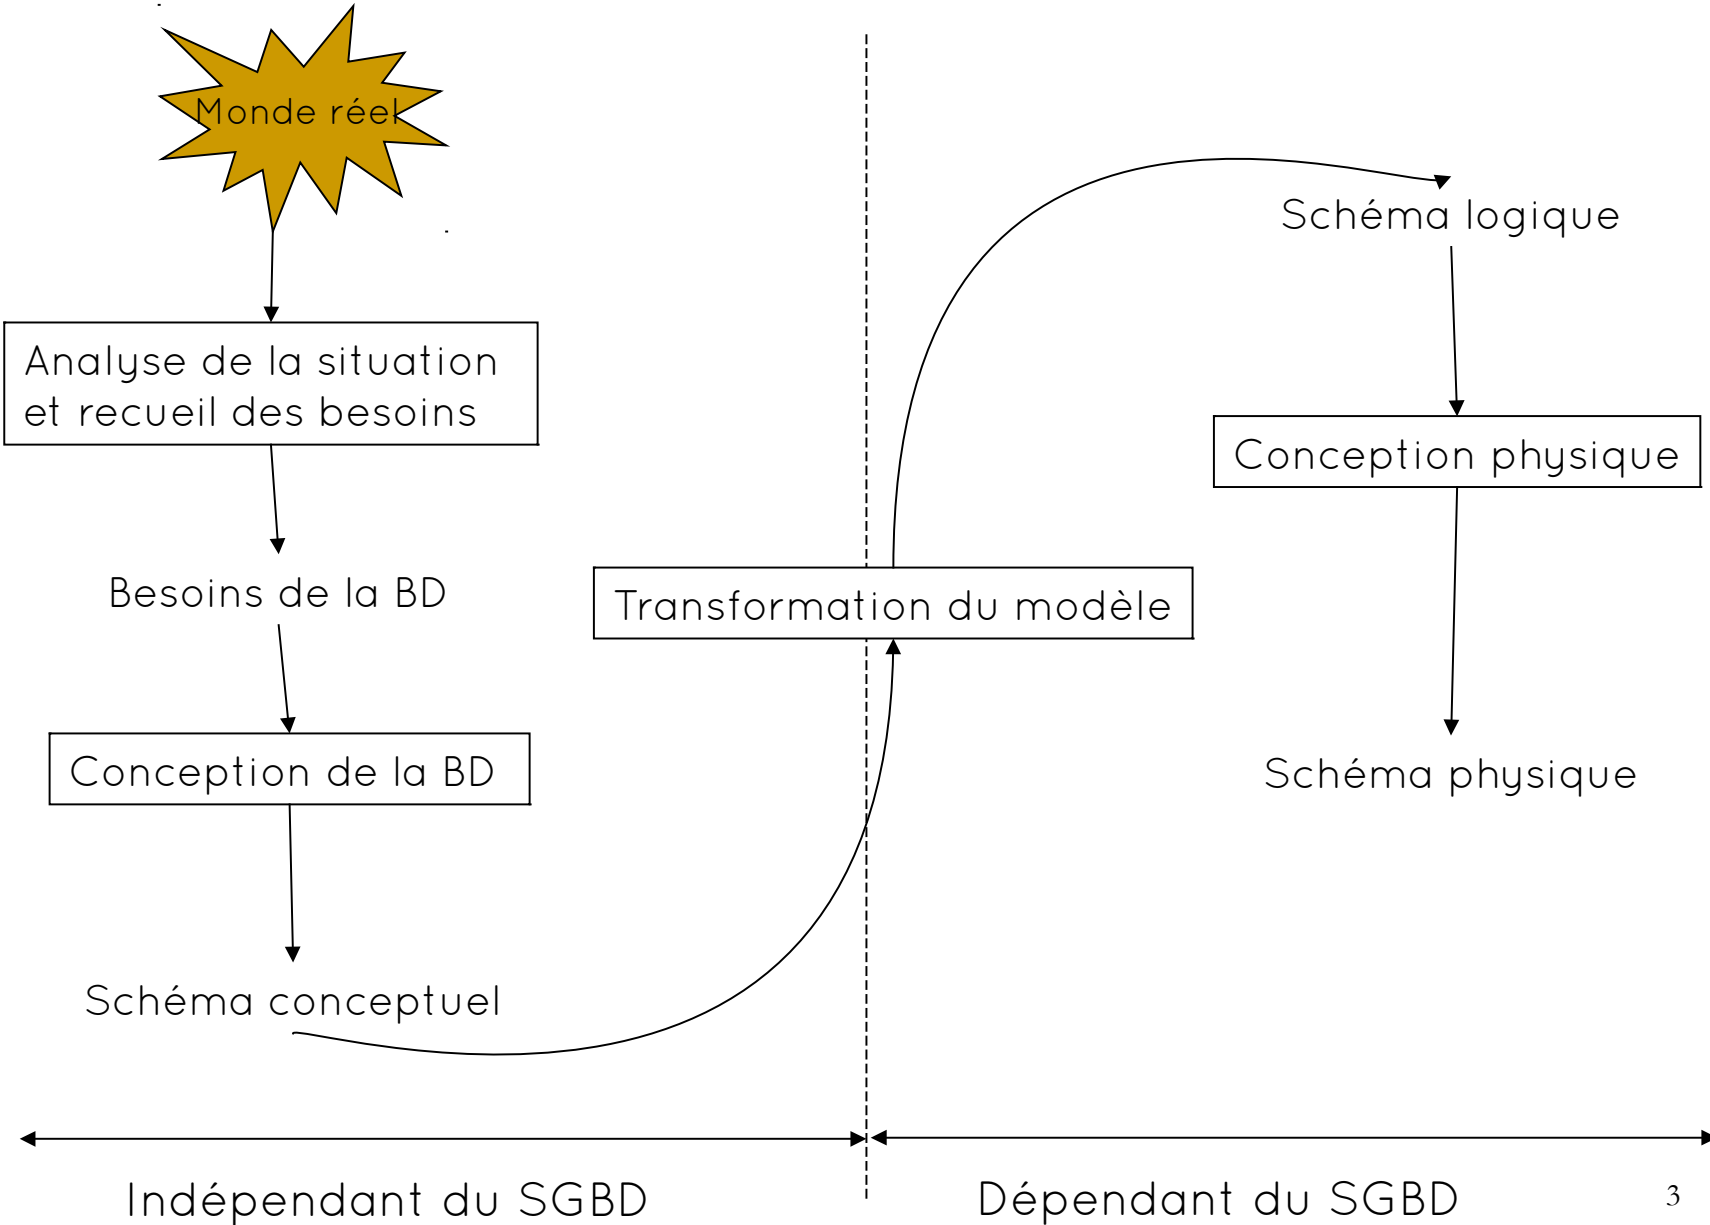 Monde réel
Analyse de la situation
et recueil des besoins
Besoins de la BD
Conception de la BD
Schéma conceptuel
Transformation du modèle
Schéma logique
Conception physique
Schéma physique
Indépendant du SGBD
Dépendant du SGBD
3